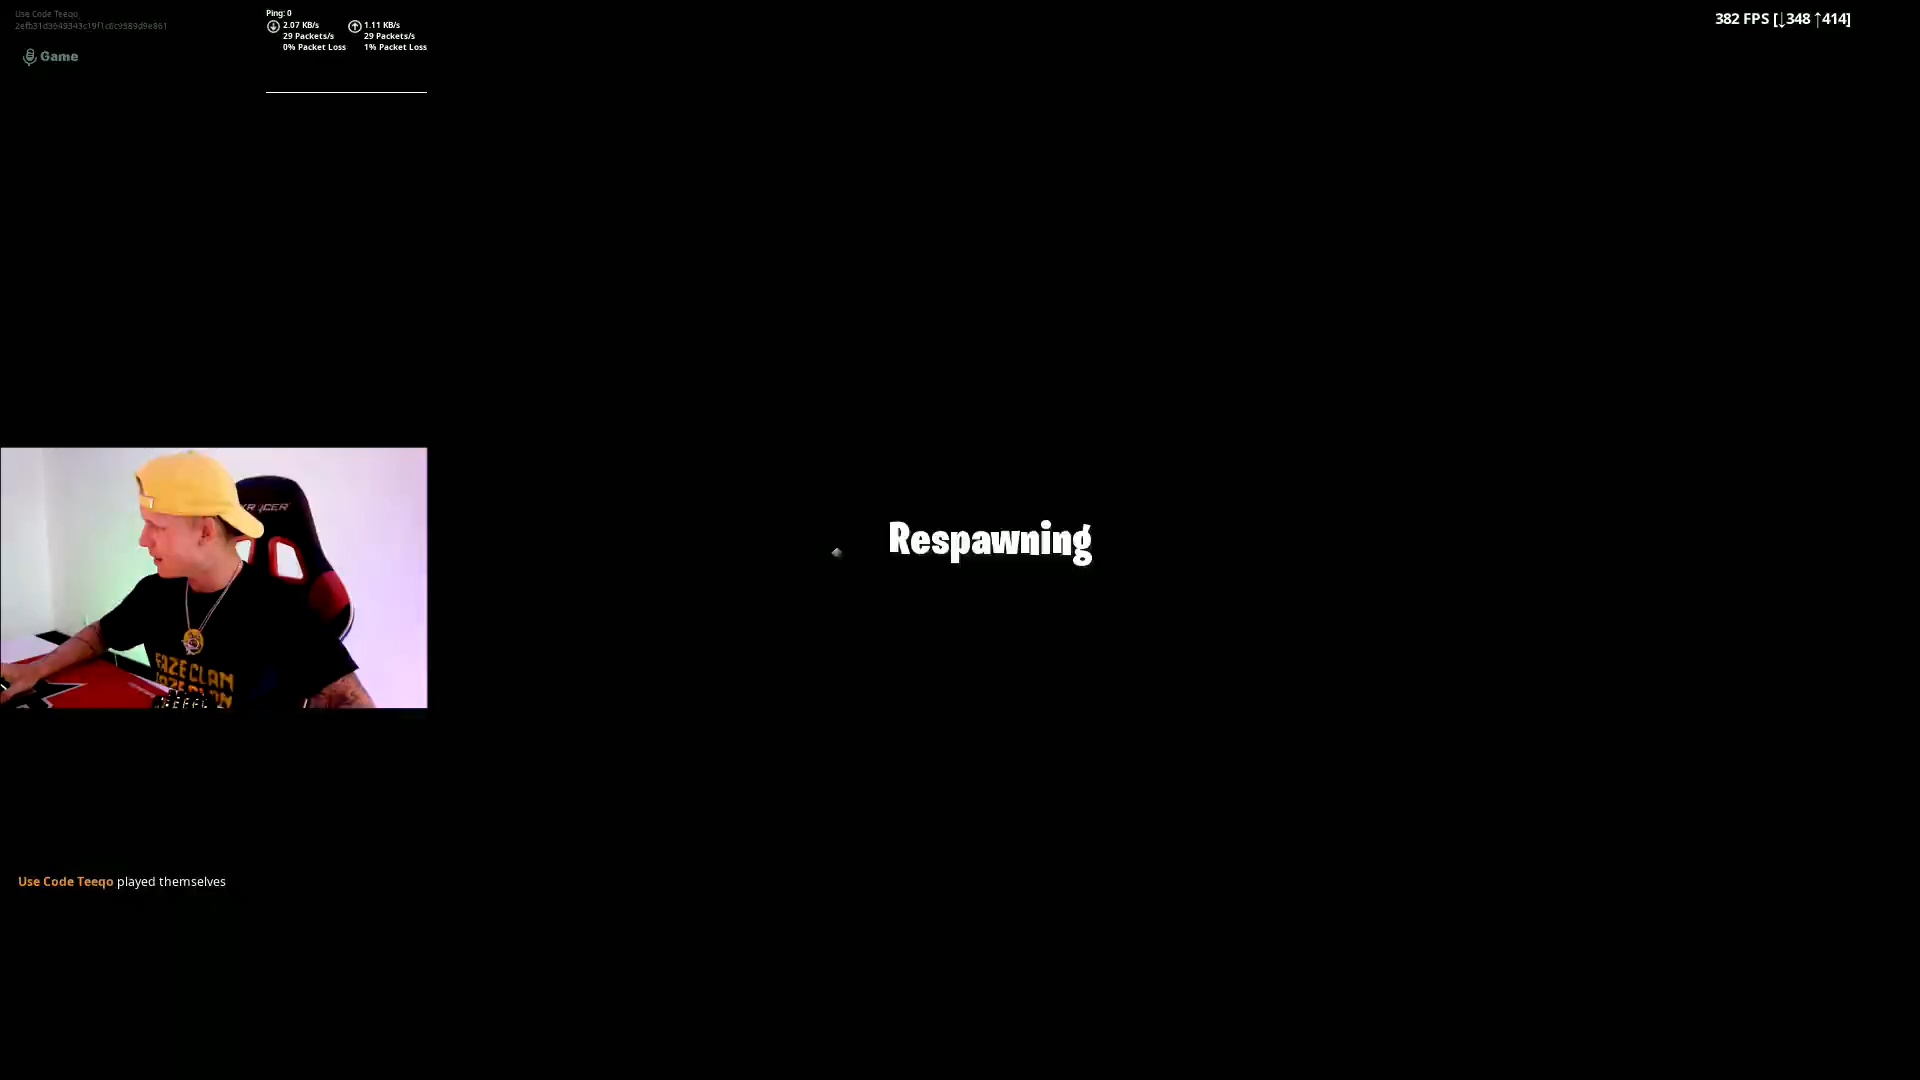 Use Code Teeqo
Ping: 0
2.07 KB/s
1.11 KB/s
29 Packets/s
29 Packets/s
0% Packet Loss
1% Packet Loss
382 FPS [↓348 ↑414]
Game
FAZE CLAN
Respawning
Use Code Teeqo played themselves